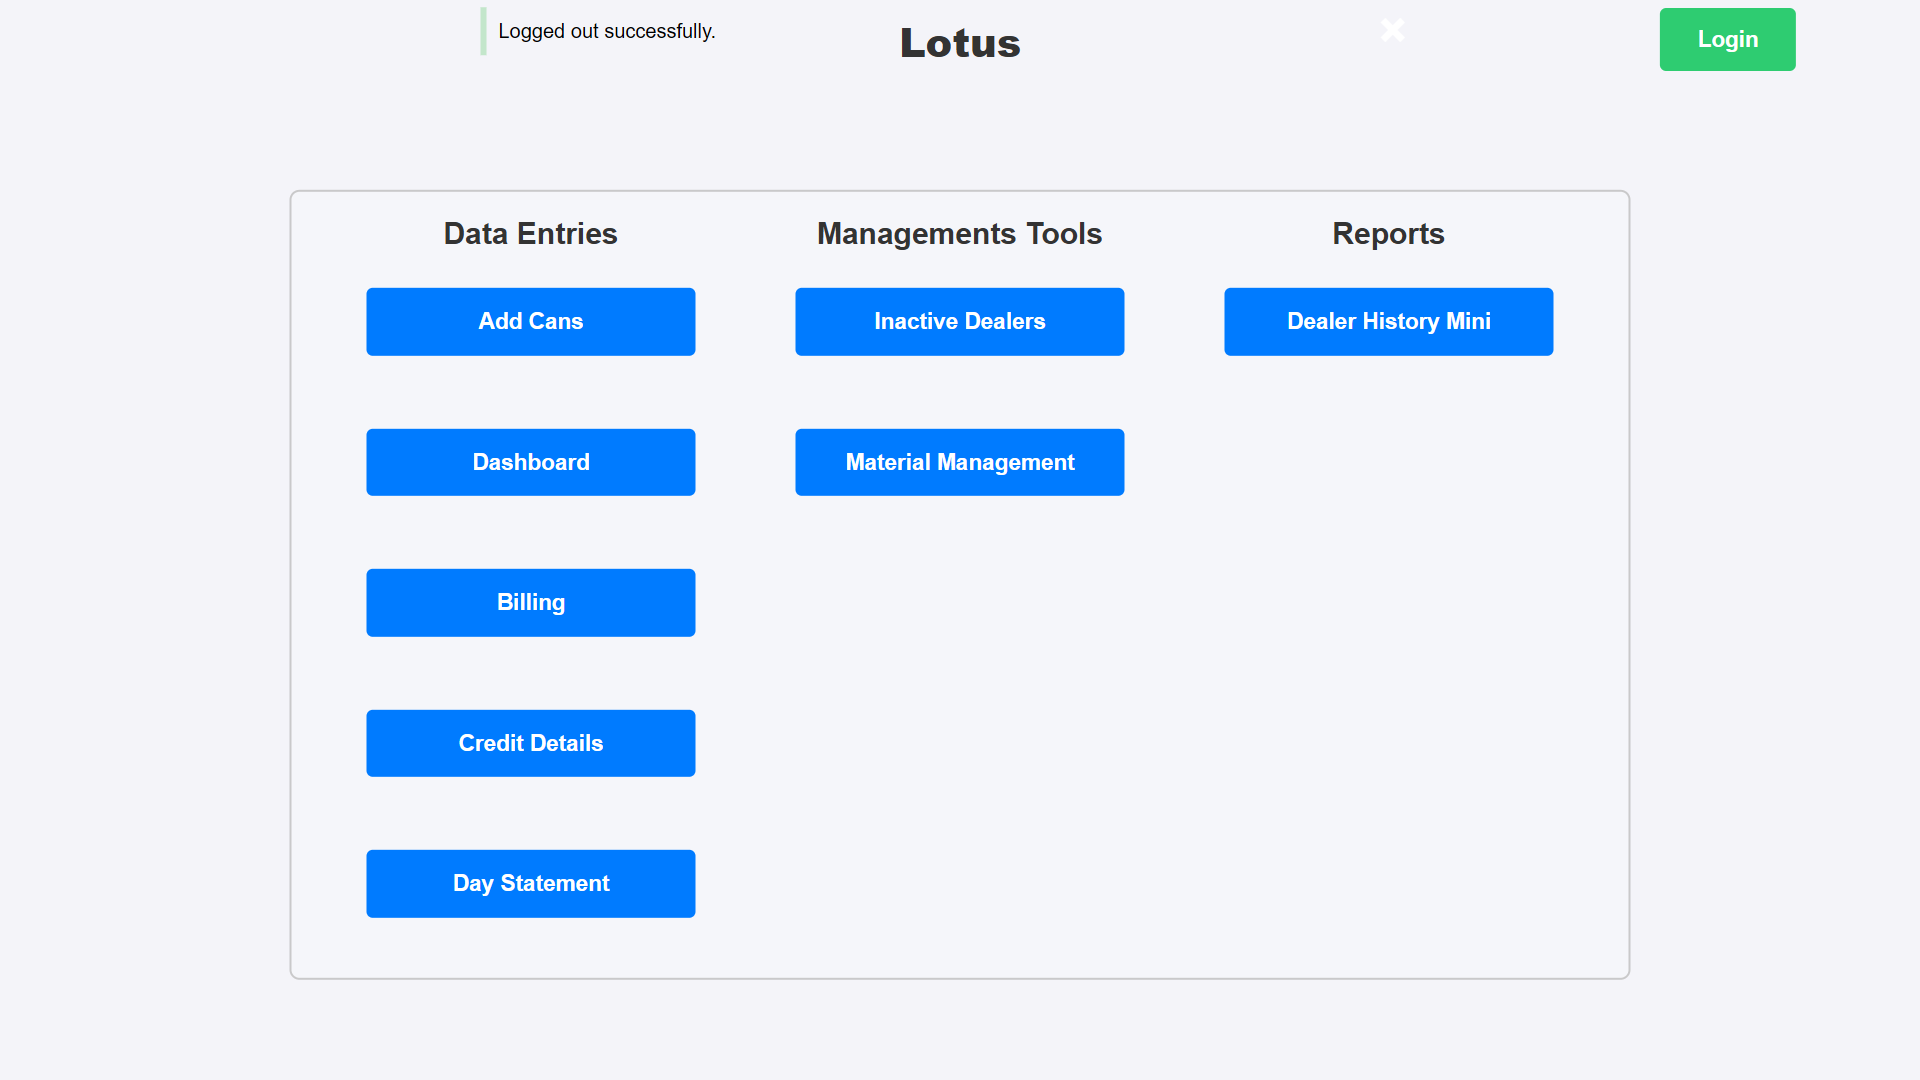 Logged out successfully.
Lotus
Login
Data Entries
Add Cans
Dashboard
Billing
Credit Details
Day Statement
Managements Tools
Inactive Dealers
Material Management
Reports
Dealer History Mini